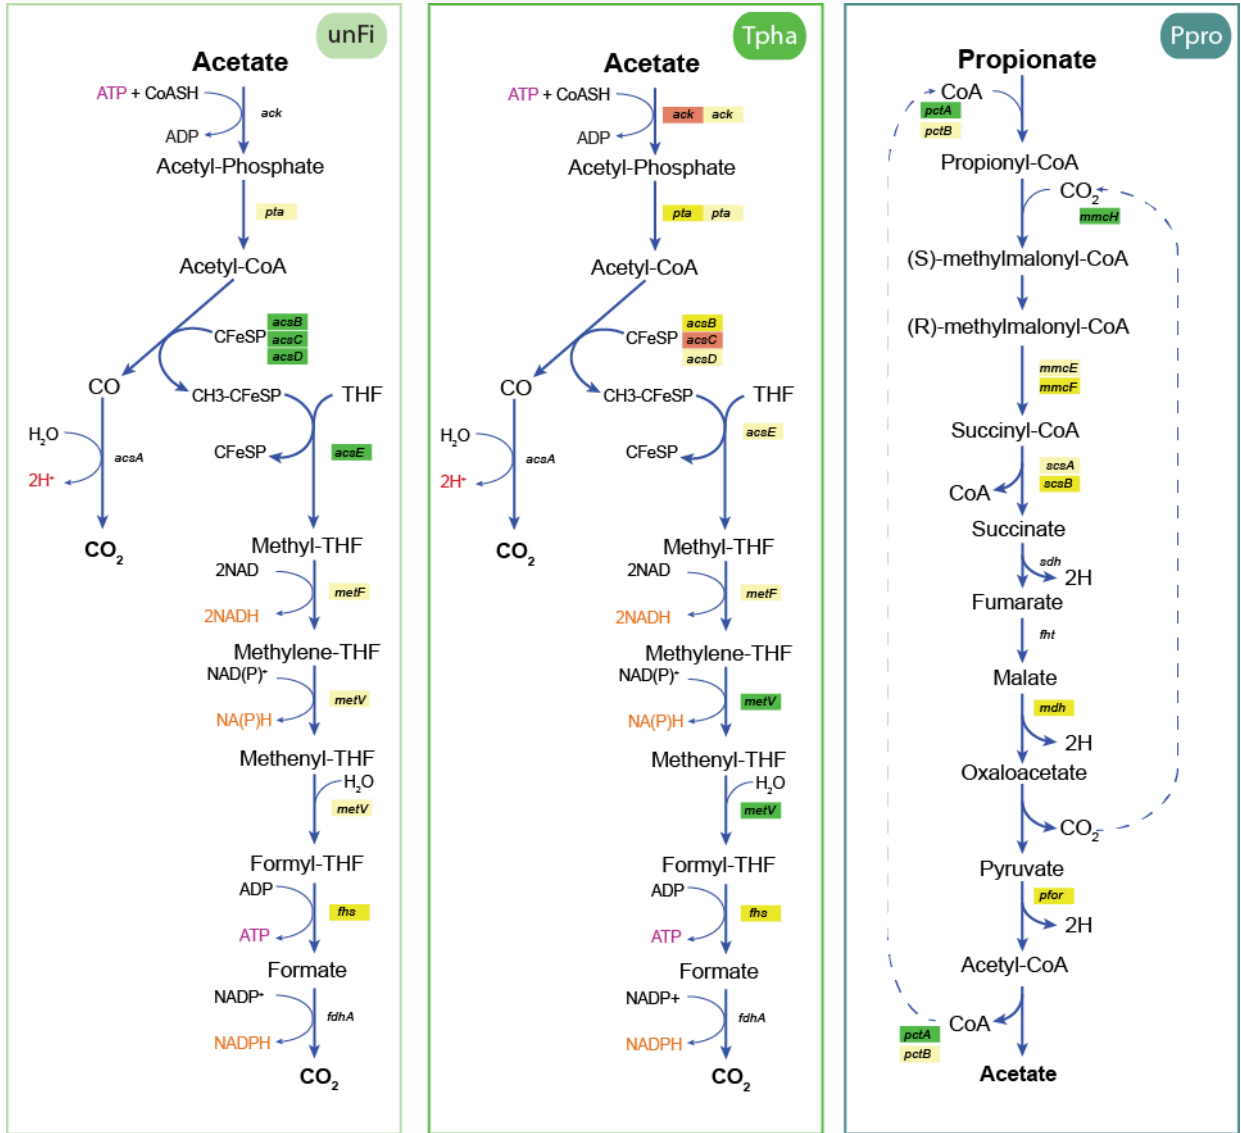 unFi
Acetate
ATP + CoASH
ack
ADP
Acetyl-Phosphate
pta
Acetyl-CoA
CFeSP
acsB
acsC
acsD
CO
CH3-CFeSP
THF
H2O
acsA
2H+
CFeSP
acsE
CO2
Methyl-THF
2NAD
metF
2NADH
Methylene-THF
NAD(P)+
metV
NA(P)H
Methenyl-THF
H2O
metV
Formyl-THF
ADP
fhs
ATP
Formate
NADP+
fdhA
NADPH
CO2
Tpha
Acetate
ATP + CoASH
ack ack
ADP
Acetyl-Phosphate
pta pta
Acetyl-CoA
CFeSP
acsB
acsC
acsD
CO
CH3-CFeSP
THF
H2O
acsA
2H+
CFeSP
acsE
CO2
Methyl-THF
2NAD
metF
2NADH
Methylene-THF
NAD(P)+
metV
NA(P)H
Methenyl-THF
H2O
metV
Formyl-THF
ADP
fhs
ATP
Formate
NADP+
fdhA
NADPH
CO2
Ppro
Propionate
CoA
pctA
pctB
Propionyl-CoA
CO2
mmcH
(S)-methylmalonyl-CoA
(R)-methylmalonyl-CoA
mmcE
mmcF
Succinyl-CoA
scsA
scsB
CoA
Succinate
sdh
2H
Fumarate
fht
Malate
mdh
2H
Oxaloacetate
CO2
Pyruvate
pfor
2H
Acetyl-CoA
CoA
pctA
pctB
Acetate